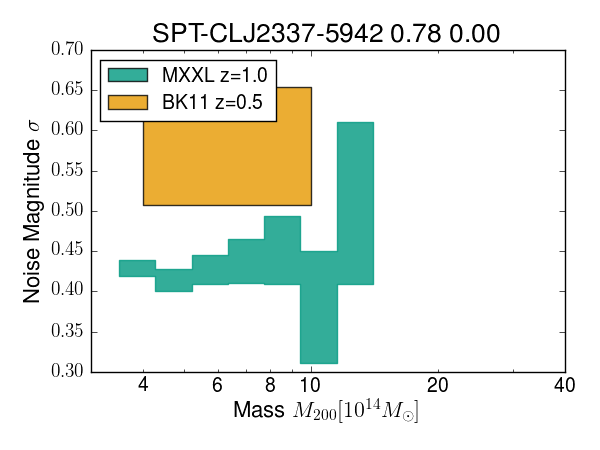 SPT-CLJ2337-5942 0.78 0.00
MXXL z=1.0
BK11 z=0.5
Noise Magnitude σ
0.70
0.65
0.60
0.55
0.50
0.45
0.40
0.35
0.30
4 6 8 10 20 40
Mass M₂₀₀[10¹⁴M⊙]